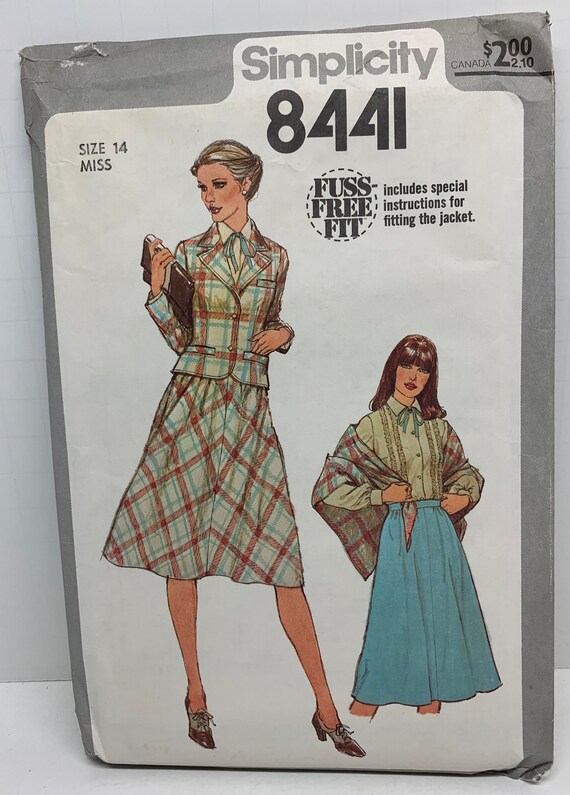 Simplicity
$2.00
CANADA 2.10
8441
SIZE 14
MISS
FUSS-
FREE
FIT
includes special
instructions for
fitting the jacket.